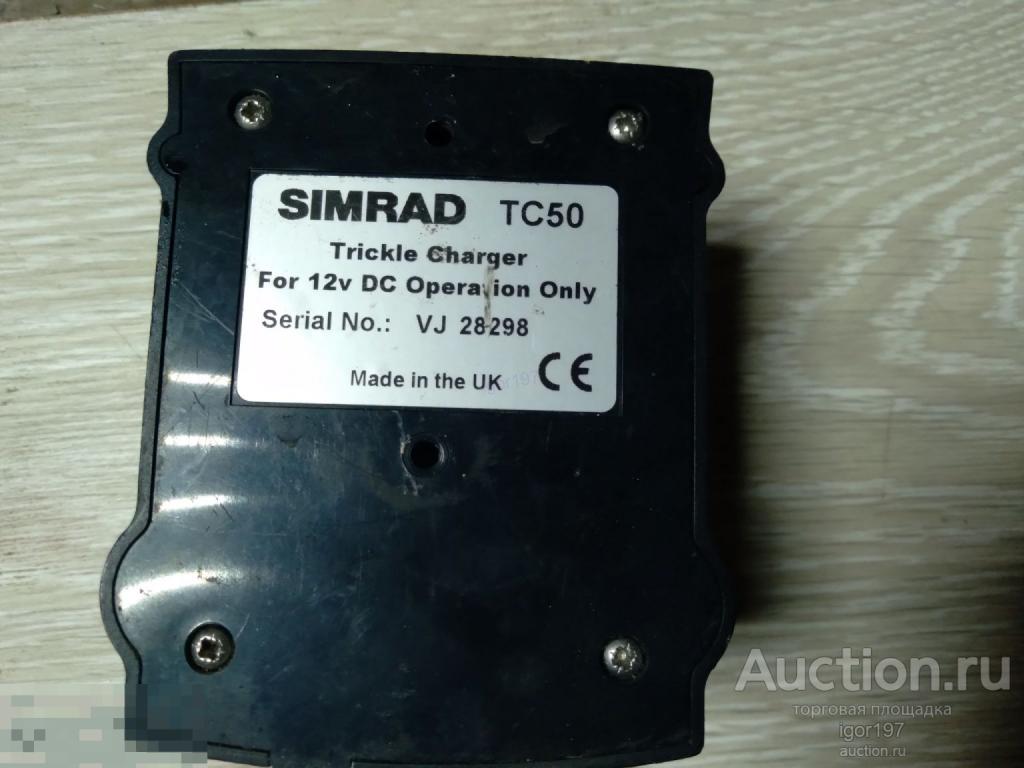 SIMRAD TC50
Trickle Charger
For 12v DC Operation Only
Serial No.: VJ 28298
Made in the UK CE
igor197
Auction.ru
торговая площадка
igor197
auction.ru